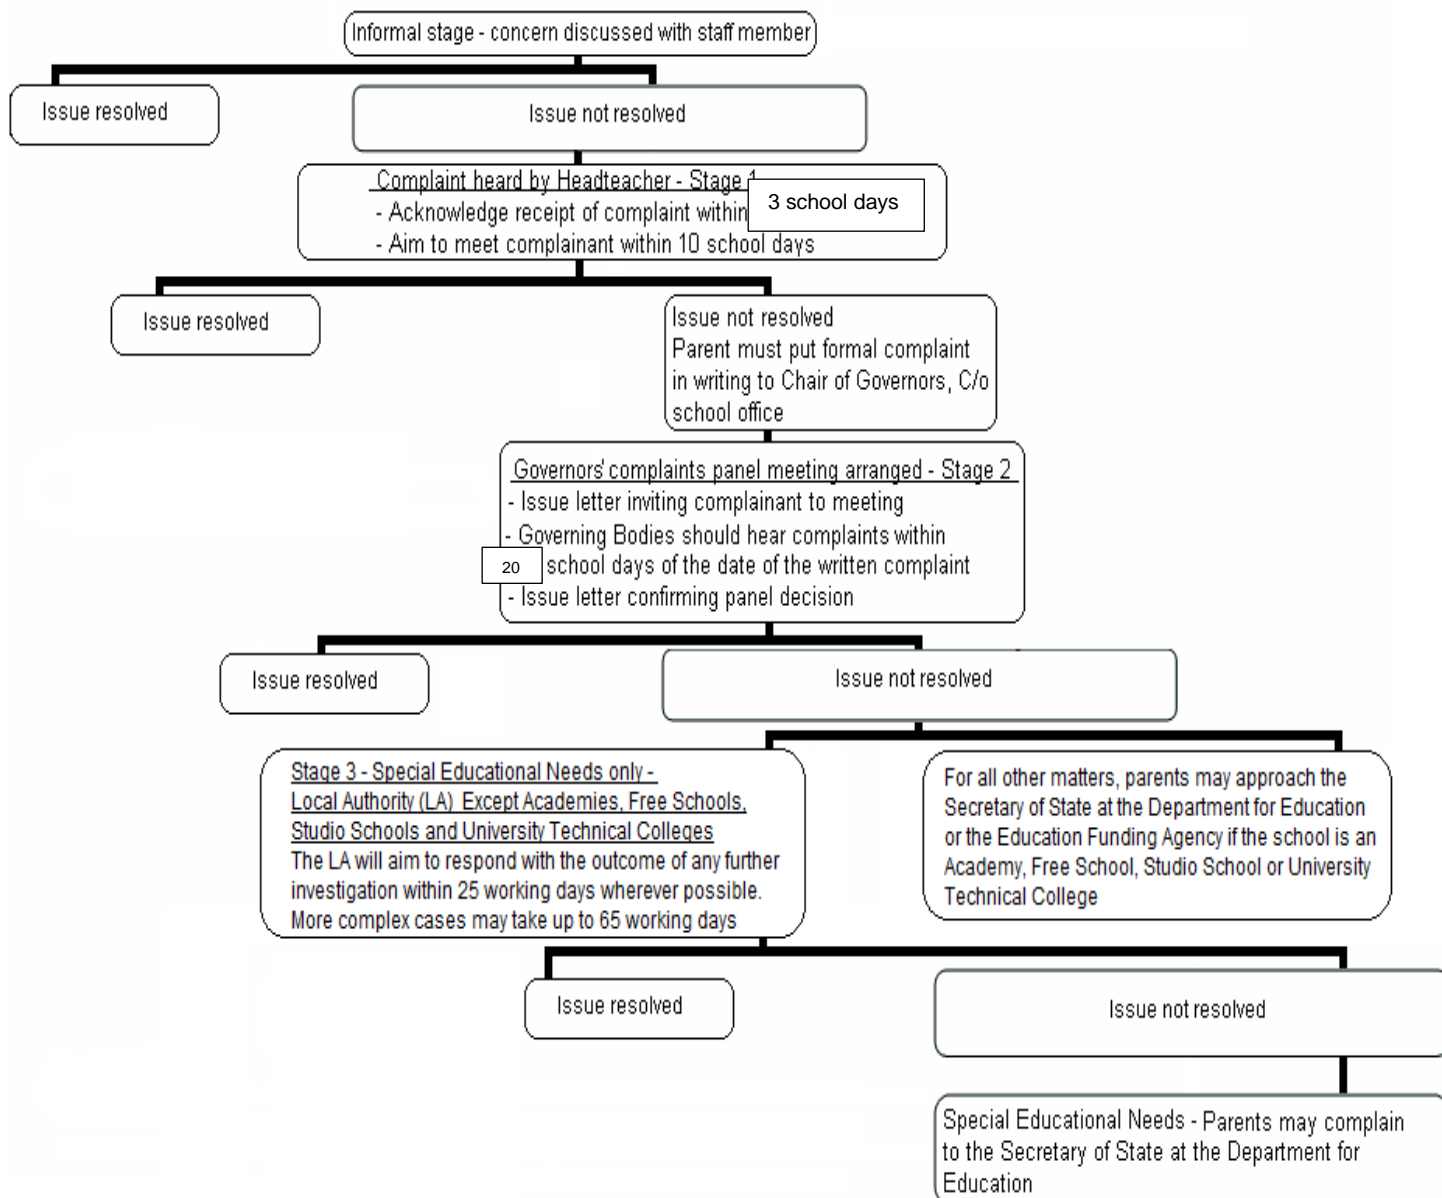 Informal stage - concern discussed with staff member
Issue resolved
Issue not resolved
Complaint heard by Headteacher - Stage 1
- Acknowledge receipt of complaint within
3 school days
- Aim to meet complainant within 10 school days
Issue resolved
Issue not resolved
Parent must put formal complaint
in writing to Chair of Governors, C/o
school office
Governors' complaints panel meeting arranged - Stage 2
- Issue letter inviting complainant to meeting
- Governing Bodies should hear complaints within
20 school days of the date of the written complaint
- Issue letter confirming panel decision
Issue resolved
Issue not resolved
Stage 3 - Special Educational Needs only -
Local Authority (LA) Except Academies, Free Schools,
Studio Schools and University Technical Colleges
The LA will aim to respond with the outcome of any further
investigation within 25 working days wherever possible.
More complex cases may take up to 65 working days
For all other matters, parents may approach the
Secretary of State at the Department for Education
or the Education Funding Agency if the school is an
Academy, Free School, Studio School or University
Technical College
Issue resolved
Issue not resolved
Special Educational Needs - Parents may complain
to the Secretary of State at the Department for
Education